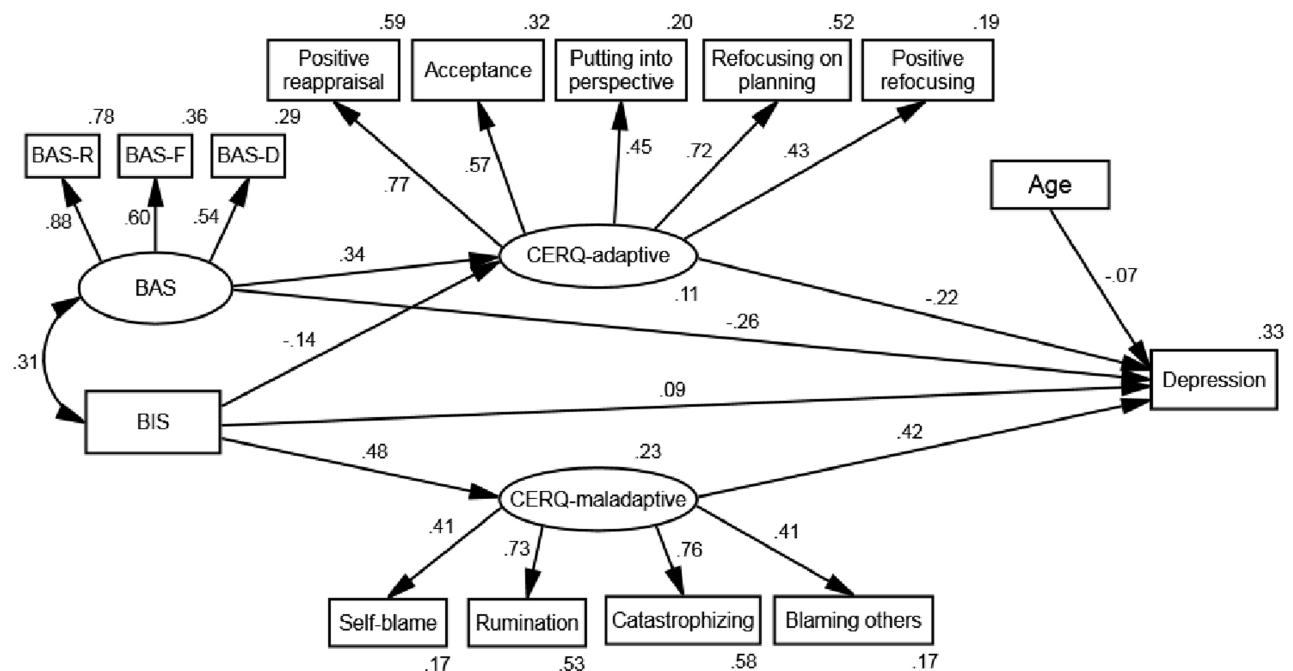 .59
.32
.20
.52
.19
Positive
reappraisal
Acceptance
Putting into
perspective
Refocusing on
planning
Positive
refocusing
.78
.36
.29
BAS-R
BAS-F
BAS-D
.88
.60
.54
.77
.57
.45
.72
.43
Age
BAS
.34
CERQ-adaptive
.11
-.07
-.22
-.26
-.14
.31
.33
Depression
BIS
.09
.48
.23
.42
CERQ-maladaptive
.41
.73
.76
.41
Self-blame
Rumination
Catastrophizing
Blaming others
.17
.53
.58
.17